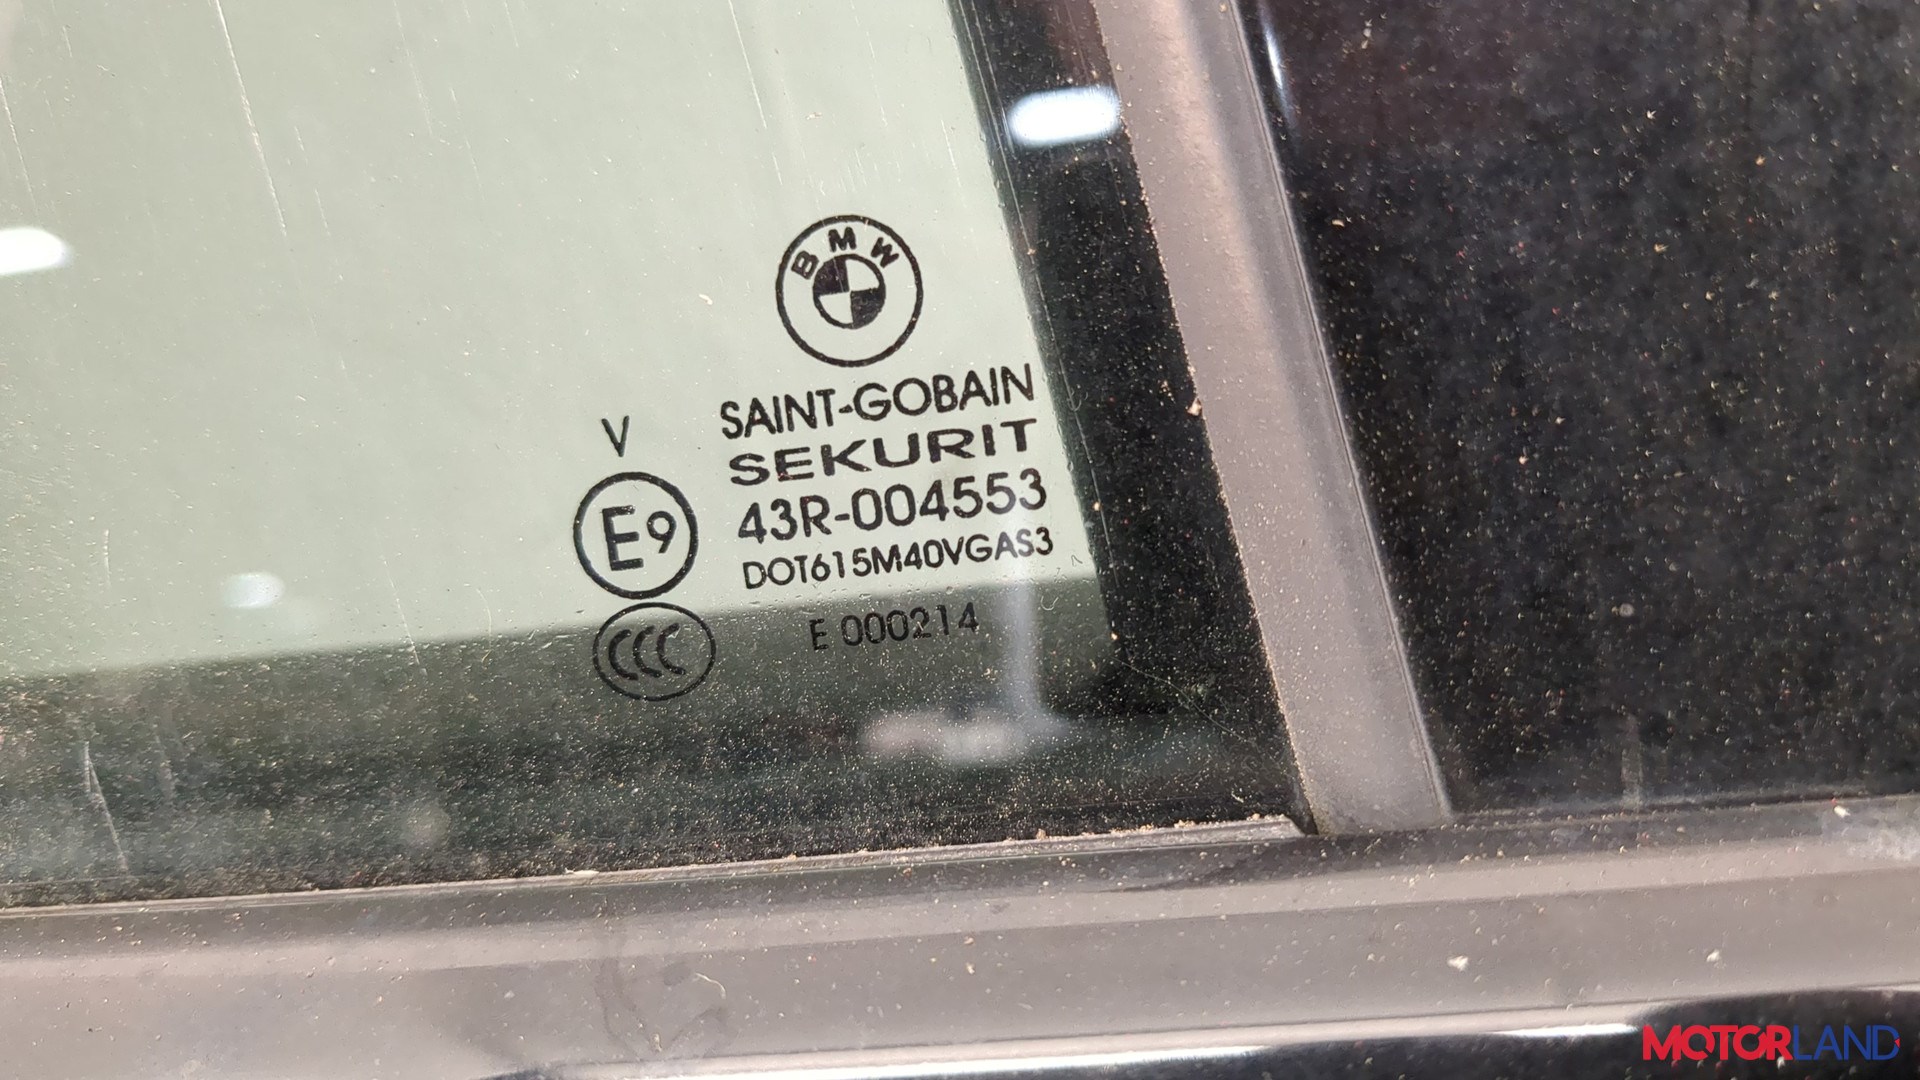 BMW
SAINT-GOBAIN
SEKURIT
V
E9
43R-004553
DOT615M40VGAS3
CCC
E 000214
MOTORLAND